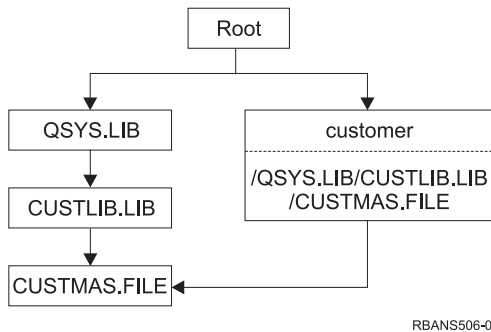 Root
QSYS.LIB
customer
/QSYS.LIB/CUSTLIB.LIB
/CUSTMAS.FILE
CUSTLIB.LIB
CUSTMAS.FILE
RBANS506-0